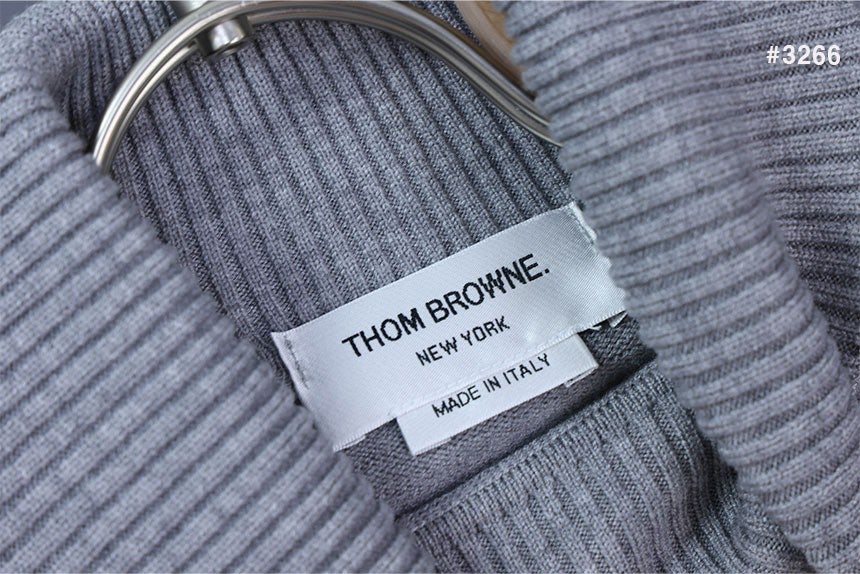 #3266
THOM BROWNE.
NEW YORK
MADE IN ITALY